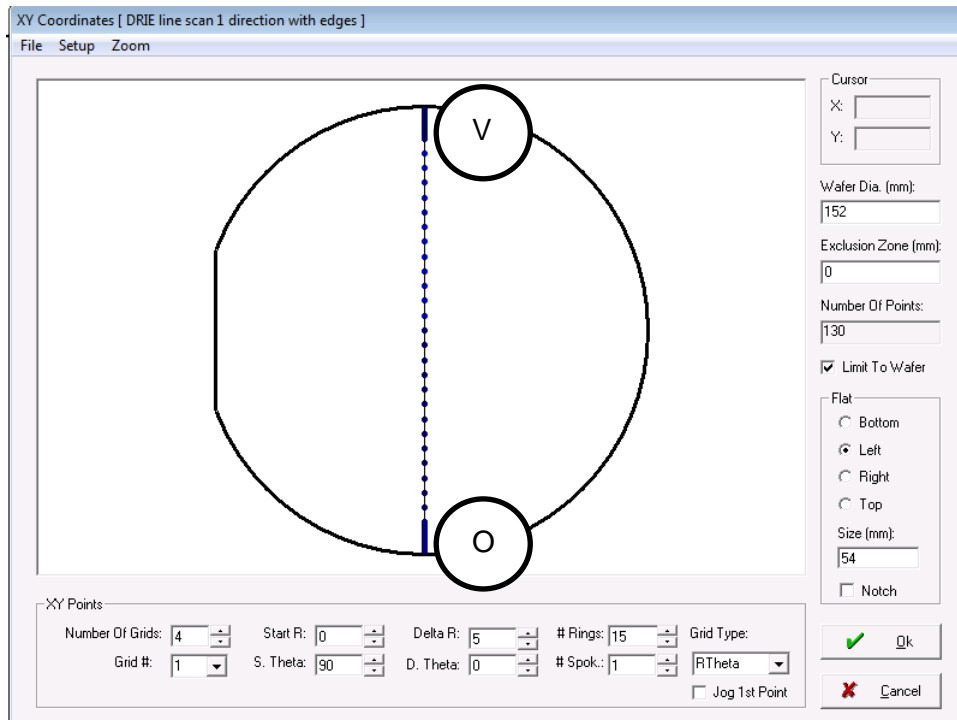 XY Coordinates [ DRIE line scan 1 direction with edges ]
File Setup Zoom
V
O
Cursor
X:
Y:
Wafer Dia. (mm):
152
Exclusion Zone (mm):
0
Number Of Points:
130
Limit To Wafer
Flat
Bottom
Left
Right
Top
Size (mm):
54
Notch
XY Points
Number Of Grids: 4 Start R: 0 Delta R: 5 # Rings: 15 Grid Type:
Grid #: 1 S. Theta: 90 D. Theta: 0 # Spok.: 1 RTheta
Jog 1st Point
Ok
Cancel